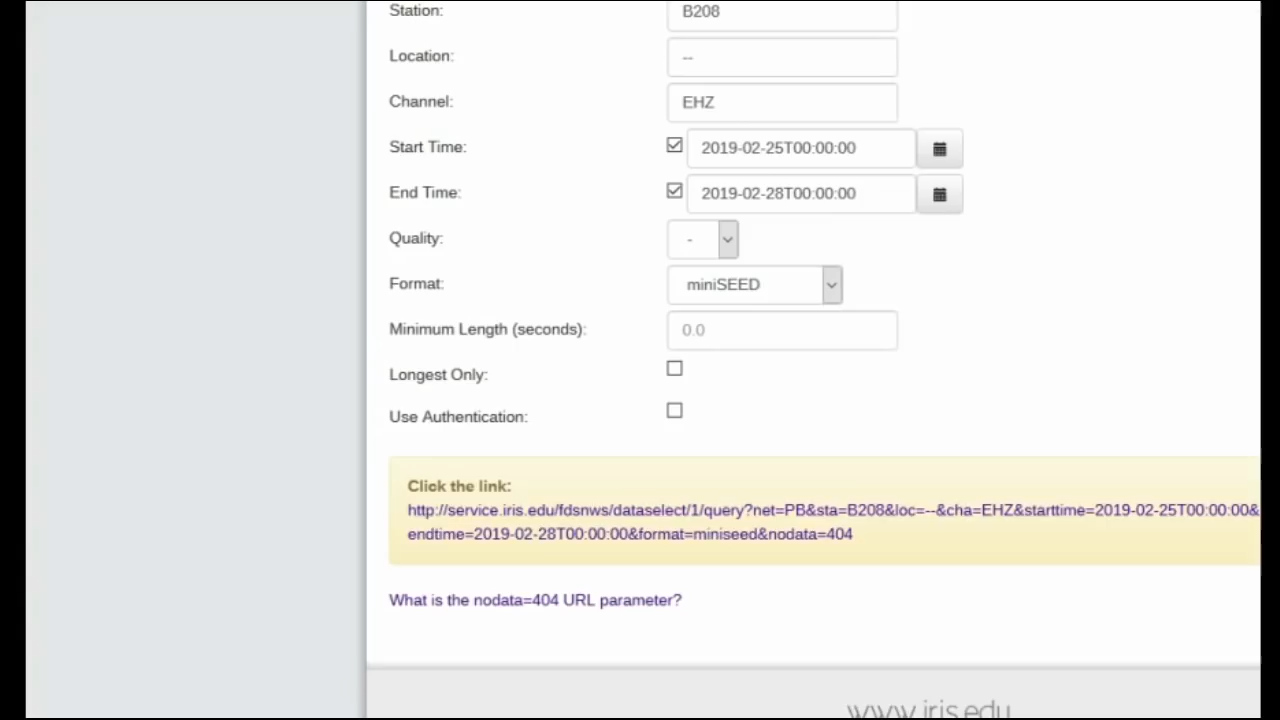 Station: B208
Location: --
Channel: EHZ
Start Time: 2019-02-25T00:00:00
End Time: 2019-02-28T00:00:00
Quality: -
Format: miniSEED
Minimum Length (seconds): 0.0
Longest Only:
Use Authentication:
Click the link:
http://service.iris.edu/fdsnws/dataselect/1/query?net=PB&sta=B208&loc=--&cha=EHZ&starttime=2019-02-25T00:00:00&
endtime=2019-02-28T00:00:00&format=miniseed&nodata=404
What is the nodata=404 URL parameter?
www.iris.edu